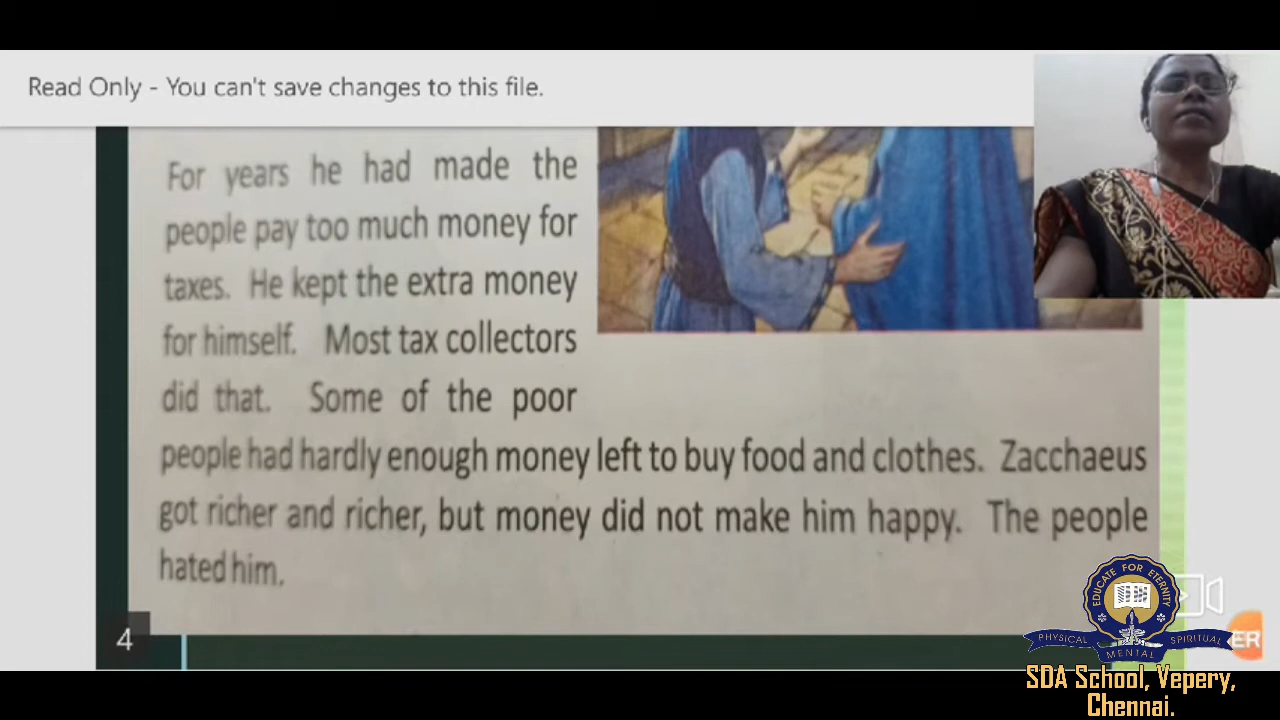 Read Only - You can't save changes to this file.
For years he had made the
people pay too much money for
taxes. He kept the extra money
for himself. Most tax collectors
did that. Some of the poor
people had hardly enough money left to buy food and clothes. Zacchaeus
got richer and richer, but money did not make him happy. The people
hated him.
4
EDUCATE FOR ETERNITY
PHYSICAL MENTAL SPIRITUAL
ER
SDA School, Vepery,
Chennai.